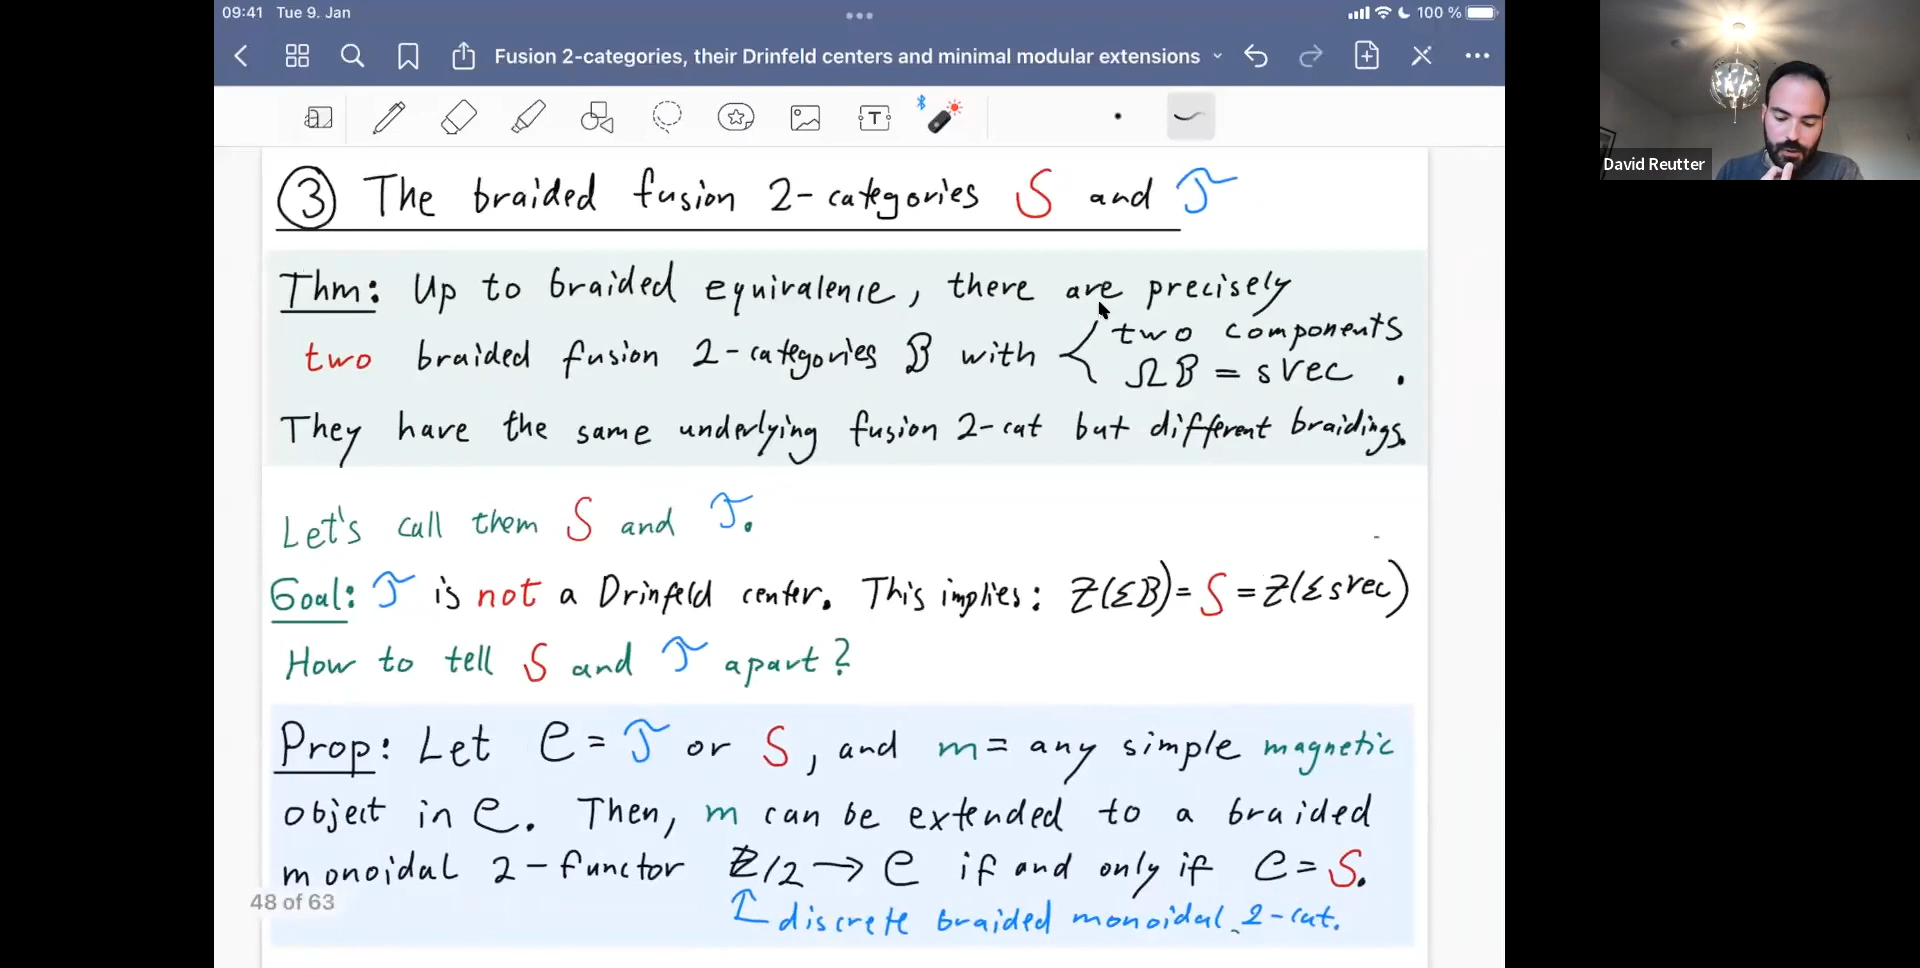 09:41 Tue 9. Jan
100 %
Fusion 2-categories, their Drinfeld centers and minimal modular extensions
T
David Reutter
③ The braided fusion 2-categories S and 𝒯
Thm: Up to braided equivalence, there are precisely
two braided fusion 2-categories B with { two components
ΩB = sVec .
They have the same underlying fusion 2-cat but different braidings.
Let's call them S and 𝒯.
Goal: 𝒯 is not a Drinfeld center. This implies: Z(ΣB) = S = Z(ΣsVec)
How to tell S and 𝒯 apart?
Prop: Let C = 𝒯 or S, and m = any simple magnetic
object in C. Then, m can be extended to a braided
monoidal 2-functor Z/2 → C if and only if C = S.
48 of 63
↑ discrete braided monoidal 2-cat.